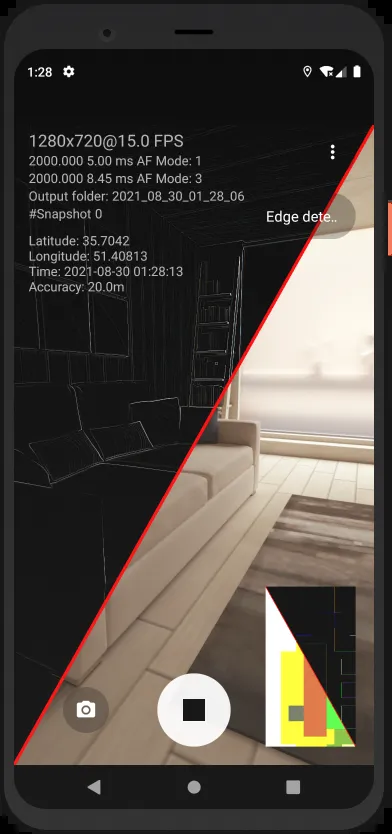 1:28
1280x720@15.0 FPS
2000.000 5.00 ms AF Mode: 1
2000.000 8.45 ms AF Mode: 3
Output folder: 2021_08_30_01_28_06
#Snapshot 0
Edge dete..
Latitude: 35.7042
Longitude: 51.40813
Time: 2021-08-30 01:28:13
Accuracy: 20.0m